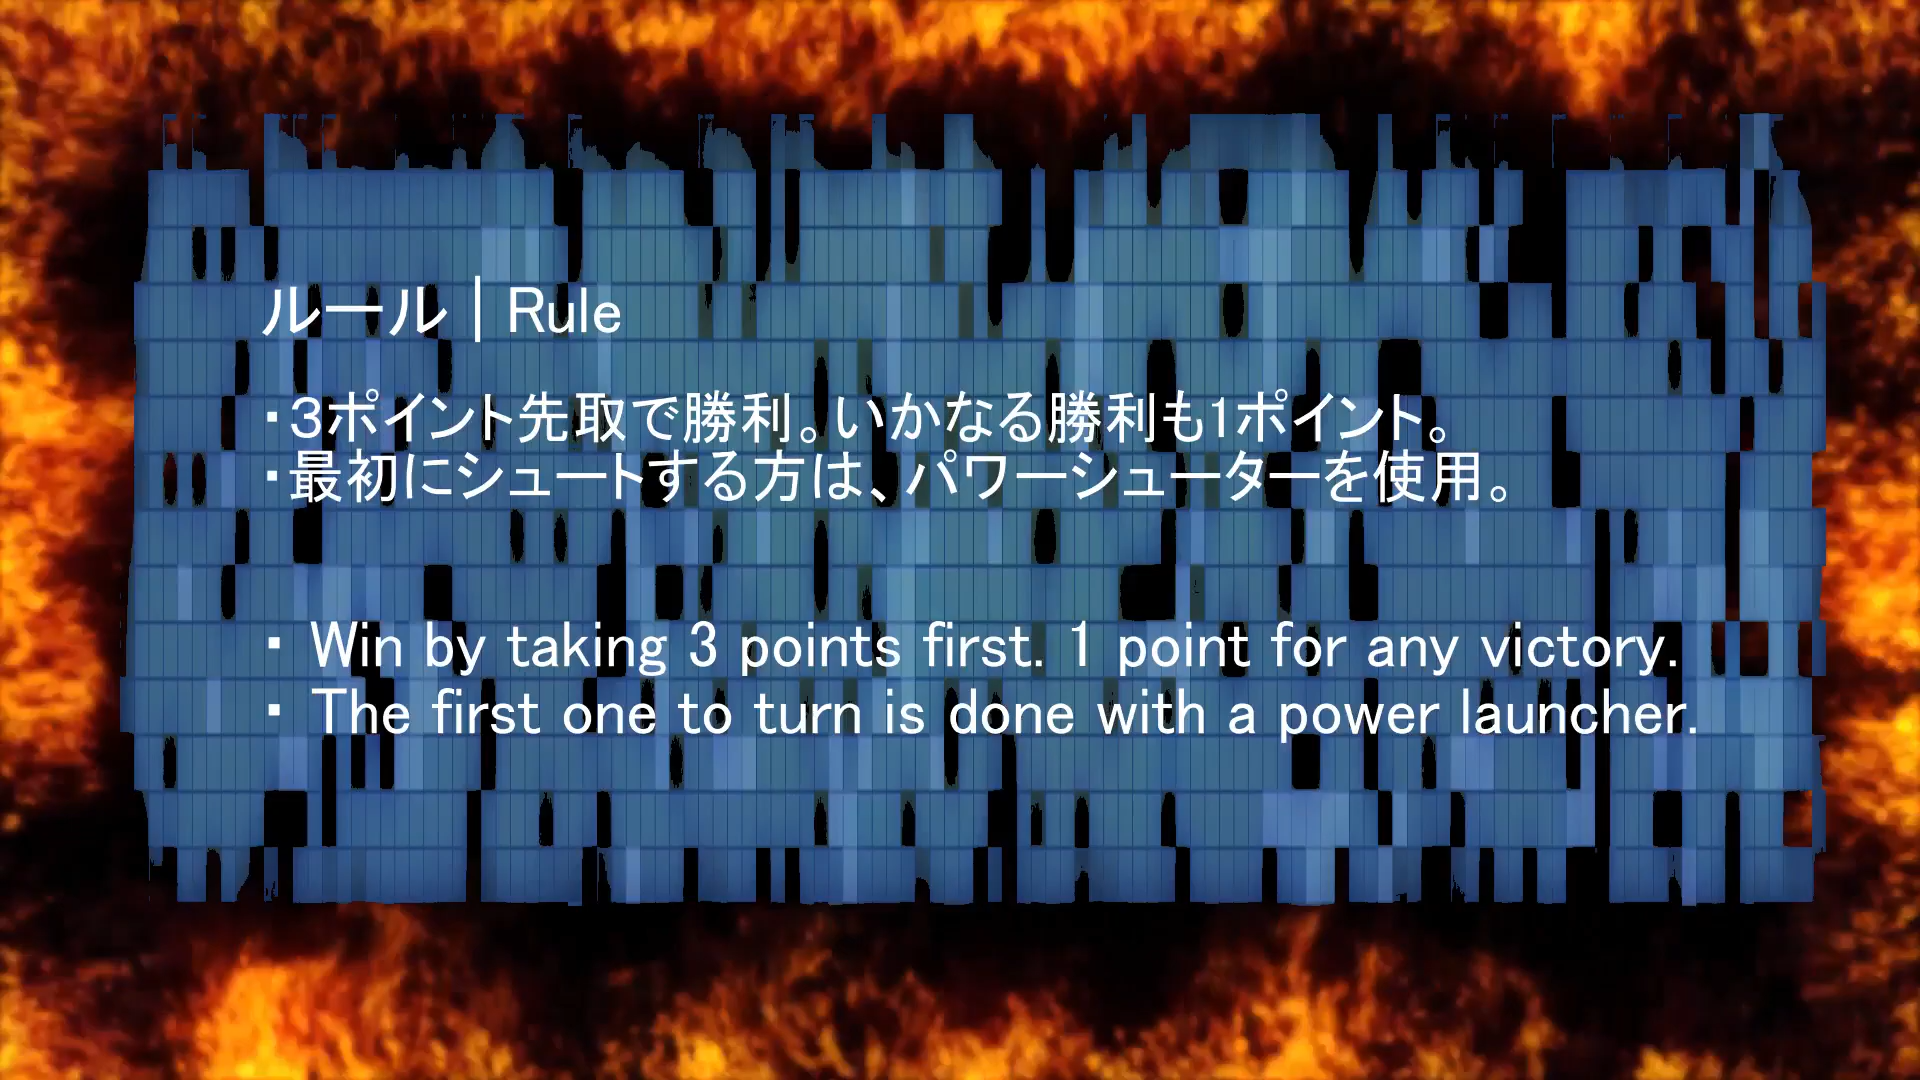 ルール｜Rule
・３ポイント先取で勝利。いかなる勝利も1ポイント。
・最初にシュートする方は、パワーシューターを使用。
・ Win by taking 3 points first. 1 point for any victory.
・ The first one to turn is done with a power launcher.